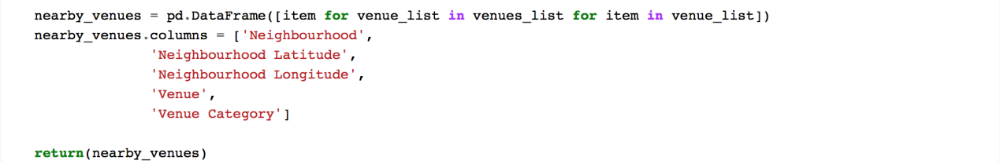 nearby_venues = pd.DataFrame([item for venue_list in venues_list for item in venue_list])
nearby_venues.columns = ['Neighbourhood',
'Neighbourhood Latitude',
'Neighbourhood Longitude',
'Venue',
'Venue Category']
return(nearby_venues)